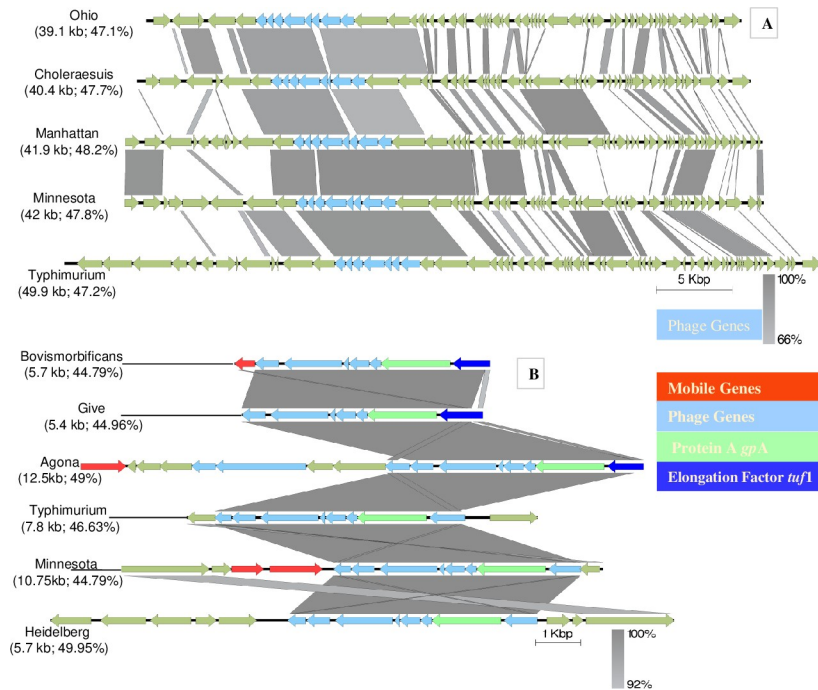 Ohio
(39.1 kb; 47.1%)
A
Choleraesuis
(40.4 kb; 47.7%)
Manhattan
(41.9 kb; 48.2%)
Minnesota
(42 kb; 47.8%)
Typhimurium
(49.9 kb; 47.2%)
5 Kbp
100%
66%
Phage Genes
Bovismorbificans
(5.7 kb; 44.79%)
B
Give
(5.4 kb; 44.96%)
Agona
(12.5kb; 49%)
Typhimurium
(7.8 kb; 46.63%)
Minnesota
(10.75kb; 44.79%)
Heidelberg
(5.7 kb; 49.95%)
Mobile Genes
Phage Genes
Protein A gpA
Elongation Factor tuf1
1 Kbp
100%
92%